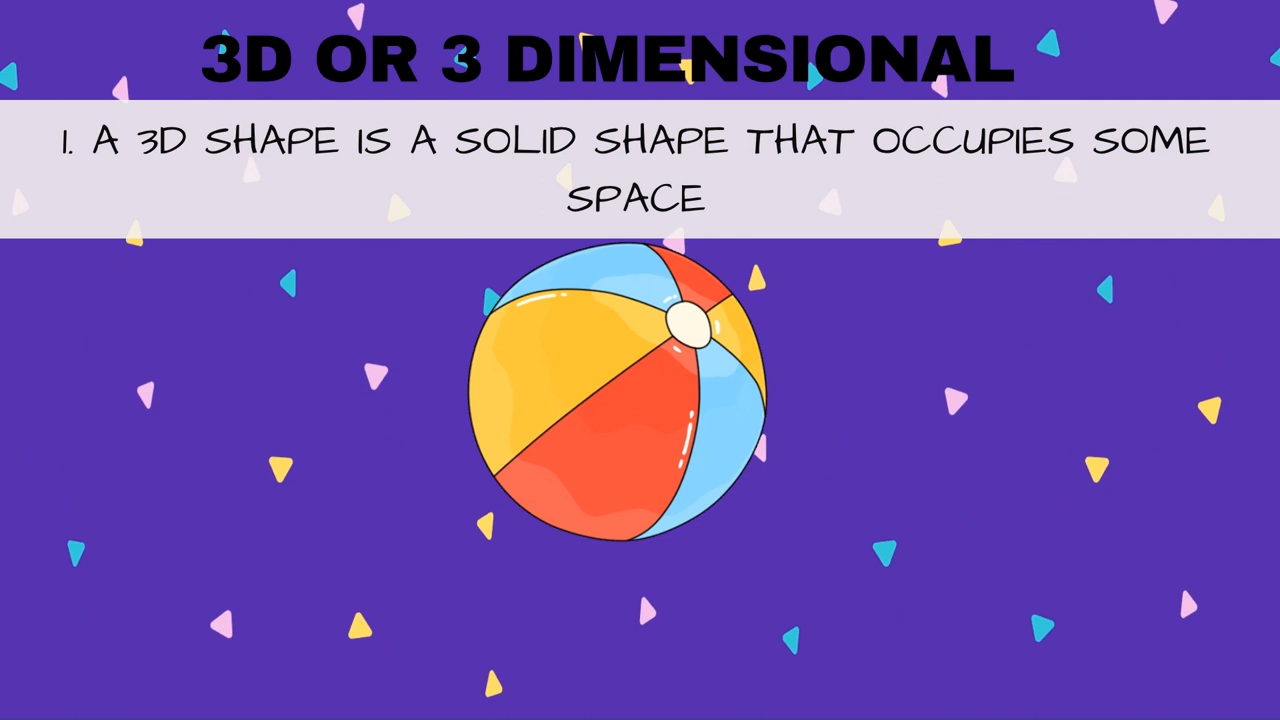 3D OR 3 DIMENSIONAL
1. A 3D SHAPE IS A SOLID SHAPE THAT OCCUPIES SOME
SPACE